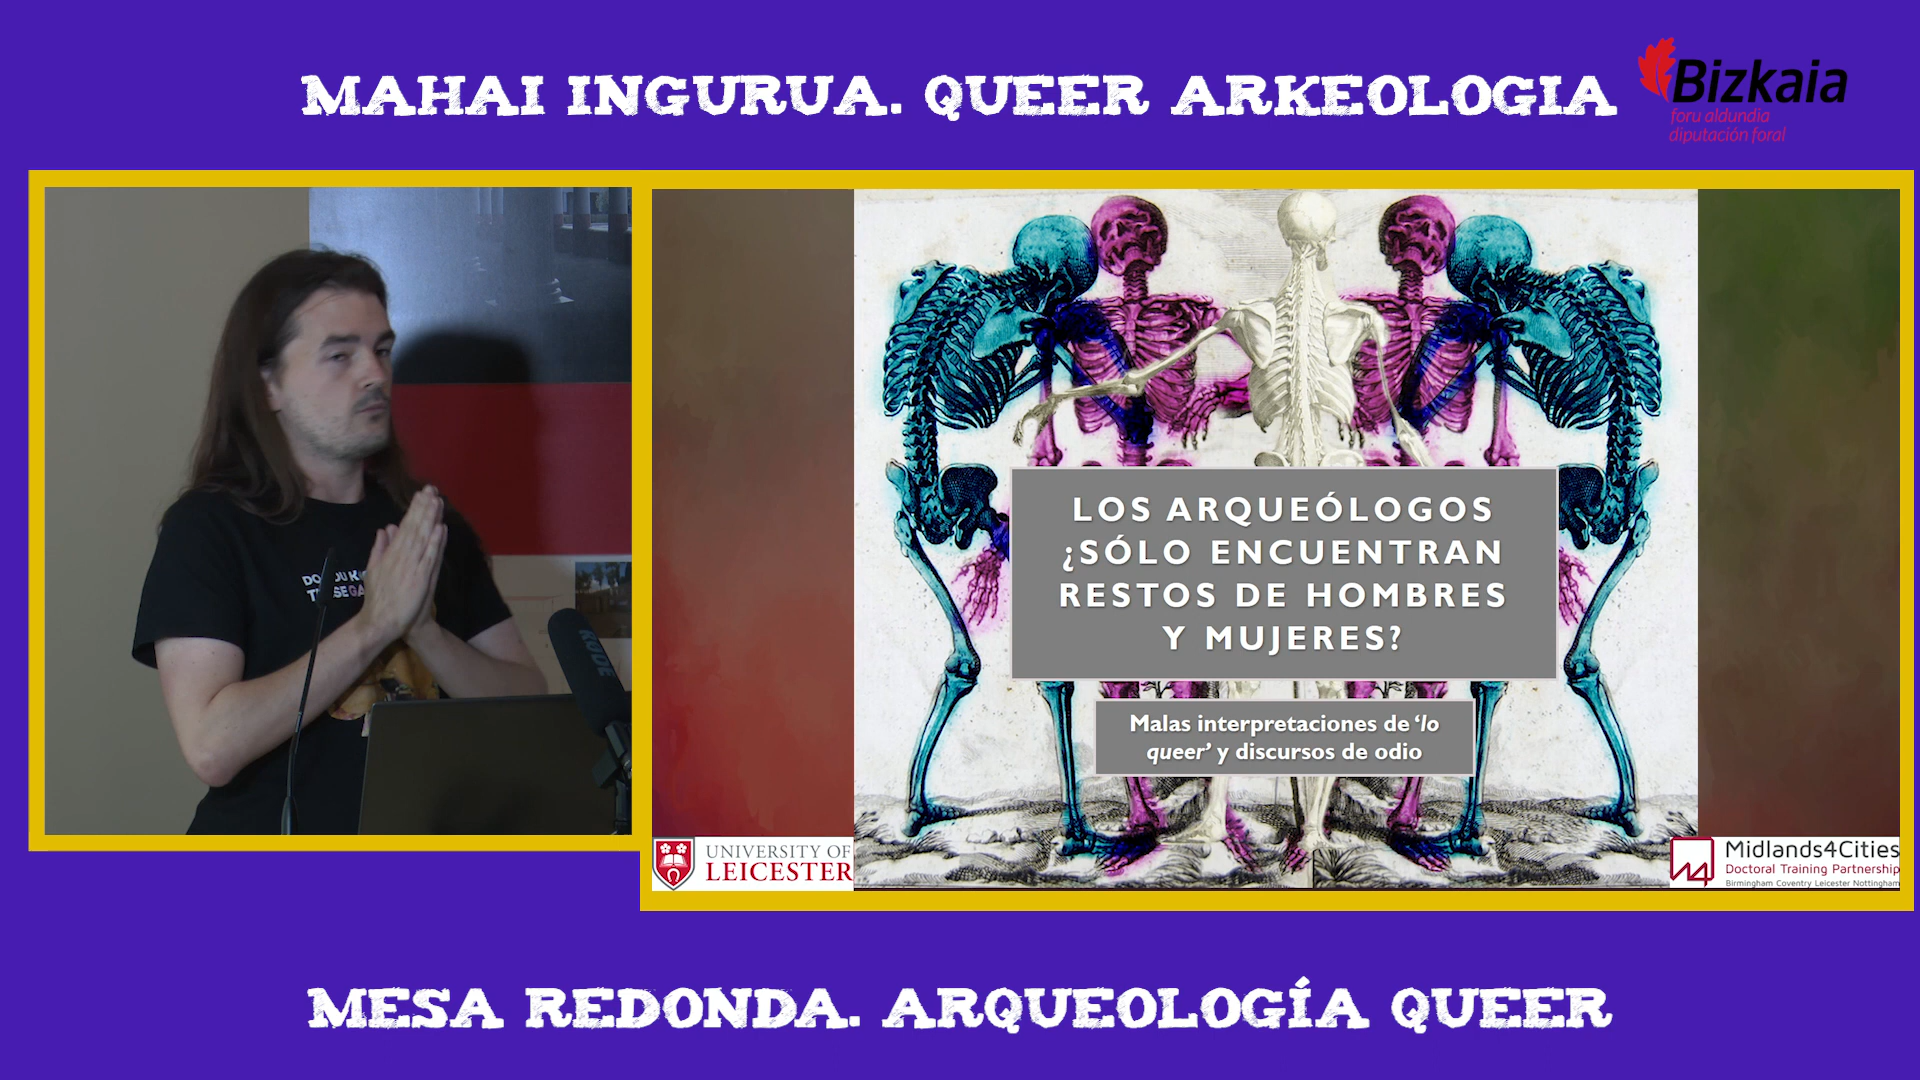 MAHAI INGURUA. QUEER ARKEOLOGIA
Bizkaia
foru aldundia
diputación foral
LOS ARQUEÓLOGOS
¿SÓLO ENCUENTRAN
RESTOS DE HOMBRES
Y MUJERES?
Malas interpretaciones de ‘lo
queer’ y discursos de odio
UNIVERSITY OF
LEICESTER
Midlands4Cities
Doctoral Training Partnership
Birmingham Coventry Leicester Nottingham
RØDE
MESA REDONDA. ARQUEOLOGÍA QUEER